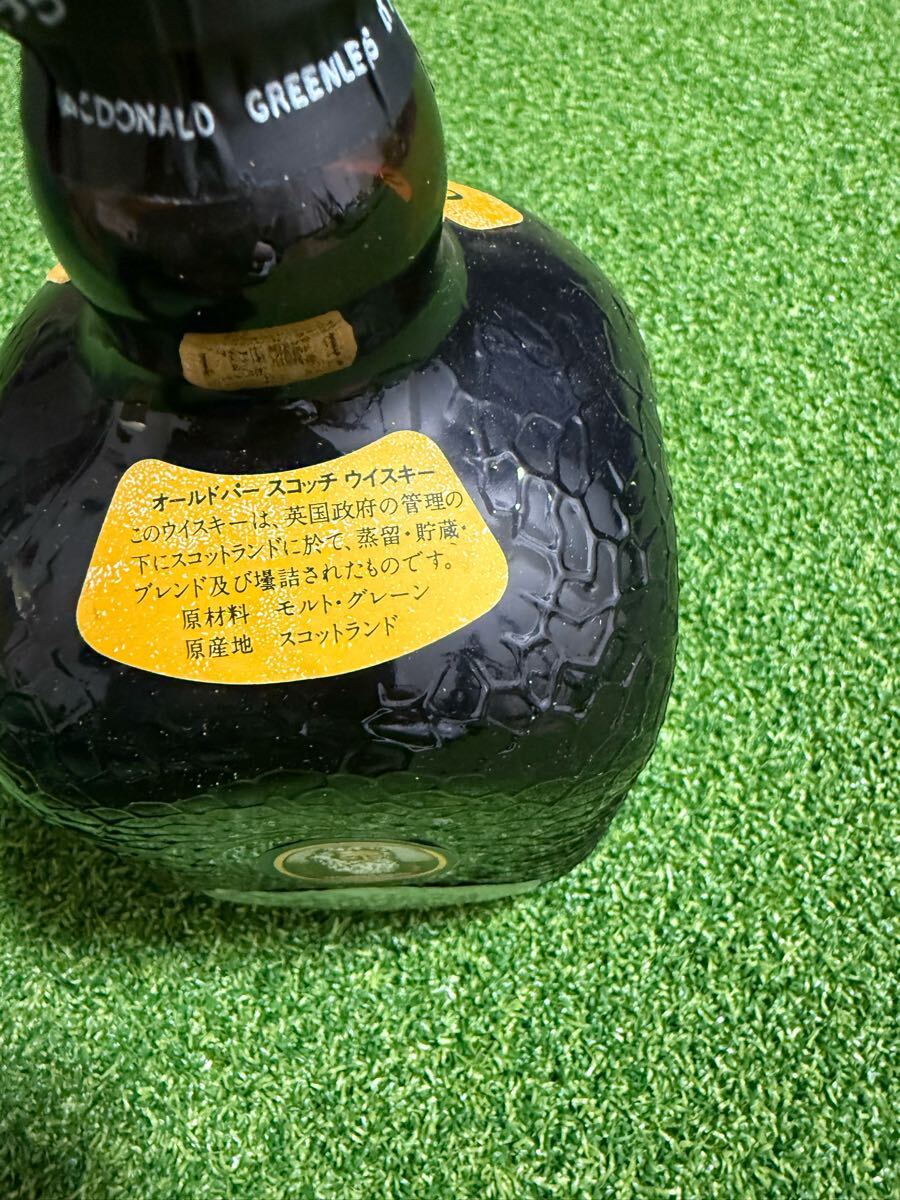 MACDONALD GREENLEES
オールドパー スコッチ ウイスキー
このウイスキーは、英国政府の管理の
下にスコットランドに於て、蒸留・貯蔵・
ブレンド及び壜詰されたものです。
原材料 モルト・グレーン
原産地 スコットランド